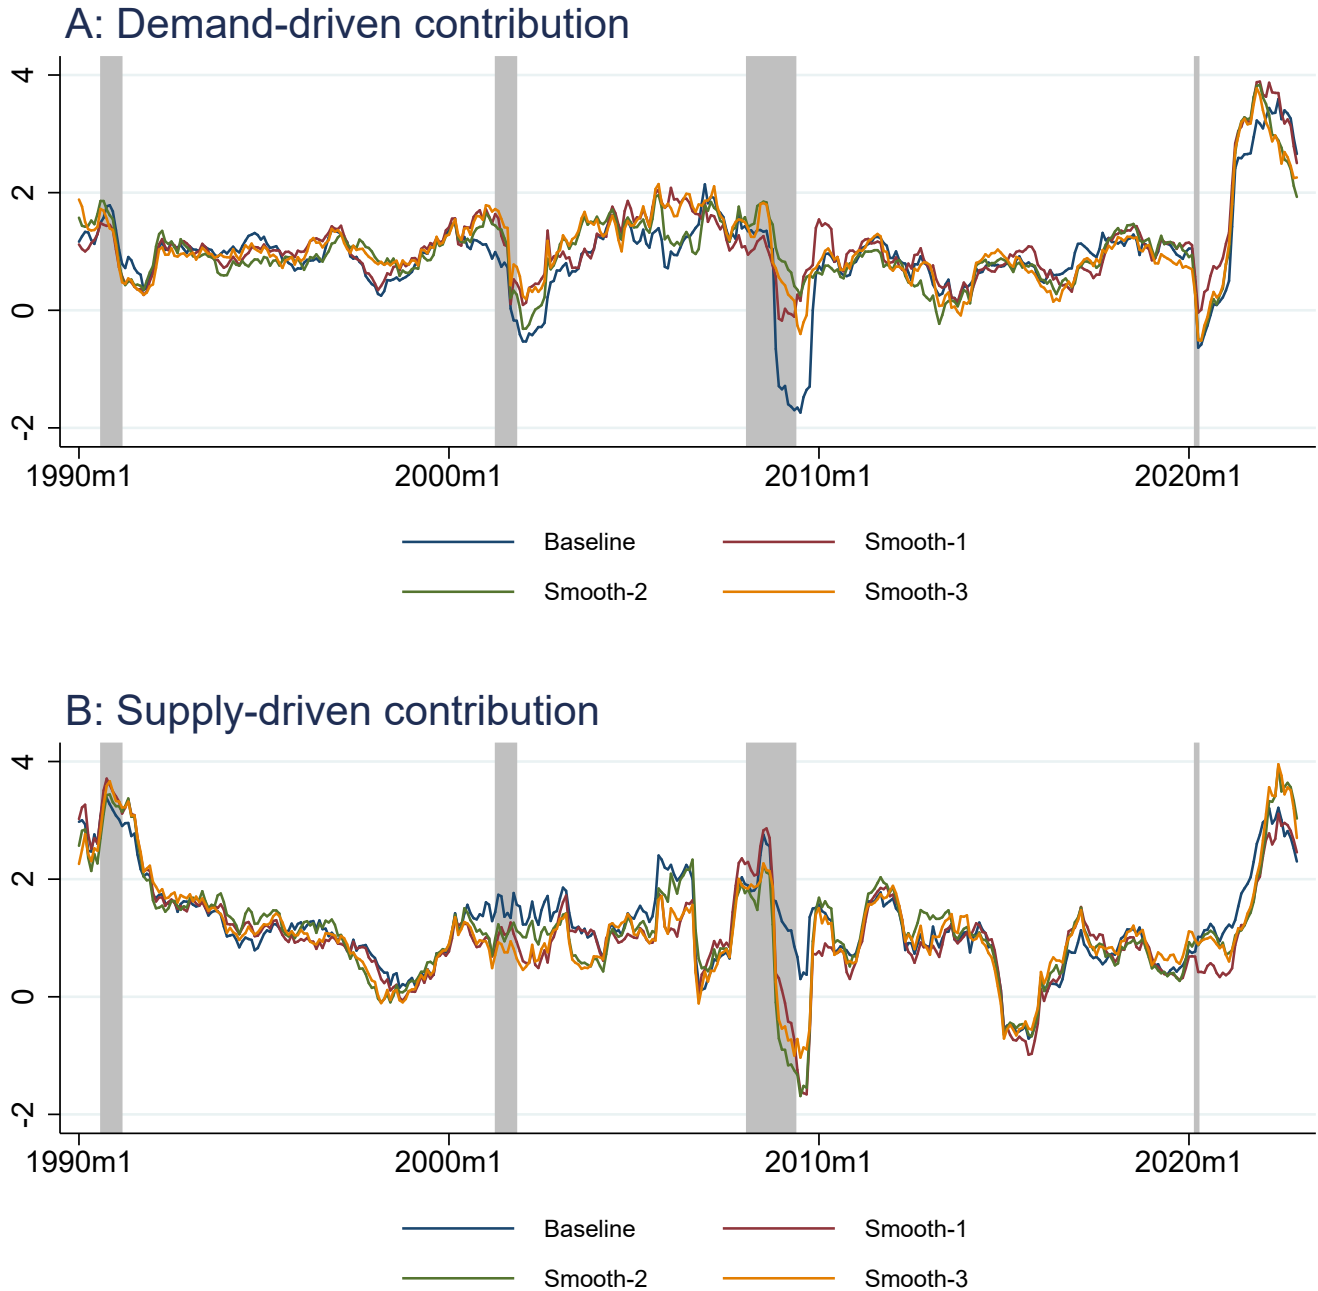 A: Demand-driven contribution
4
2
0
-2
1990m1 2000m1 2010m1 2020m1
Baseline Smooth-1
Smooth-2 Smooth-3
B: Supply-driven contribution
4
2
0
-2
1990m1 2000m1 2010m1 2020m1
Baseline Smooth-1
Smooth-2 Smooth-3